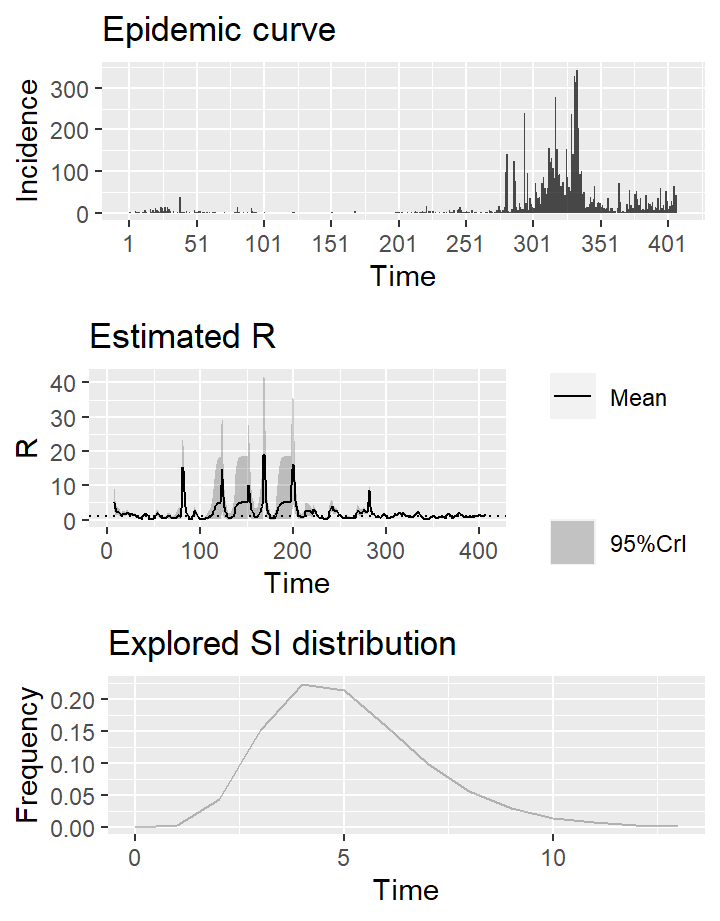 Epidemic curve
Incidence
300
200
100
0
1 51 101 151 201 251 301 351 401
Time
Estimated R
R
40
30
20
10
0
0 100 200 300 400
Time
Mean
95%CrI
Explored SI distribution
Frequency
0.20
0.15
0.10
0.05
0.00
0 5 10
Time